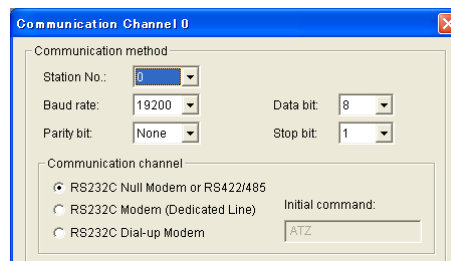 Communication Channel 0
Communication method
Station No.: 0
Baud rate: 19200 Data bit: 8
Parity bit: None Stop bit: 1
Communication channel
RS232C Null Modem or RS422/485
RS232C Modem (Dedicated Line) Initial command:
RS232C Dial-up Modem ATZ